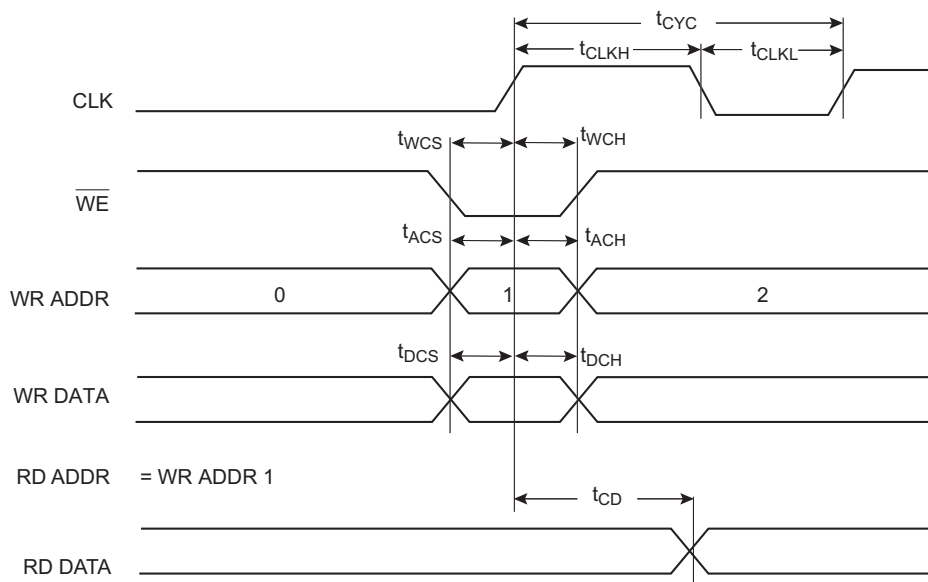 tCYC
tCLKH tCLKL
CLK
tWCS tWCH
WE
tACS tACH
WR ADDR 0 1 2
tDCS tDCH
WR DATA
RD ADDR = WR ADDR 1
tCD
RD DATA